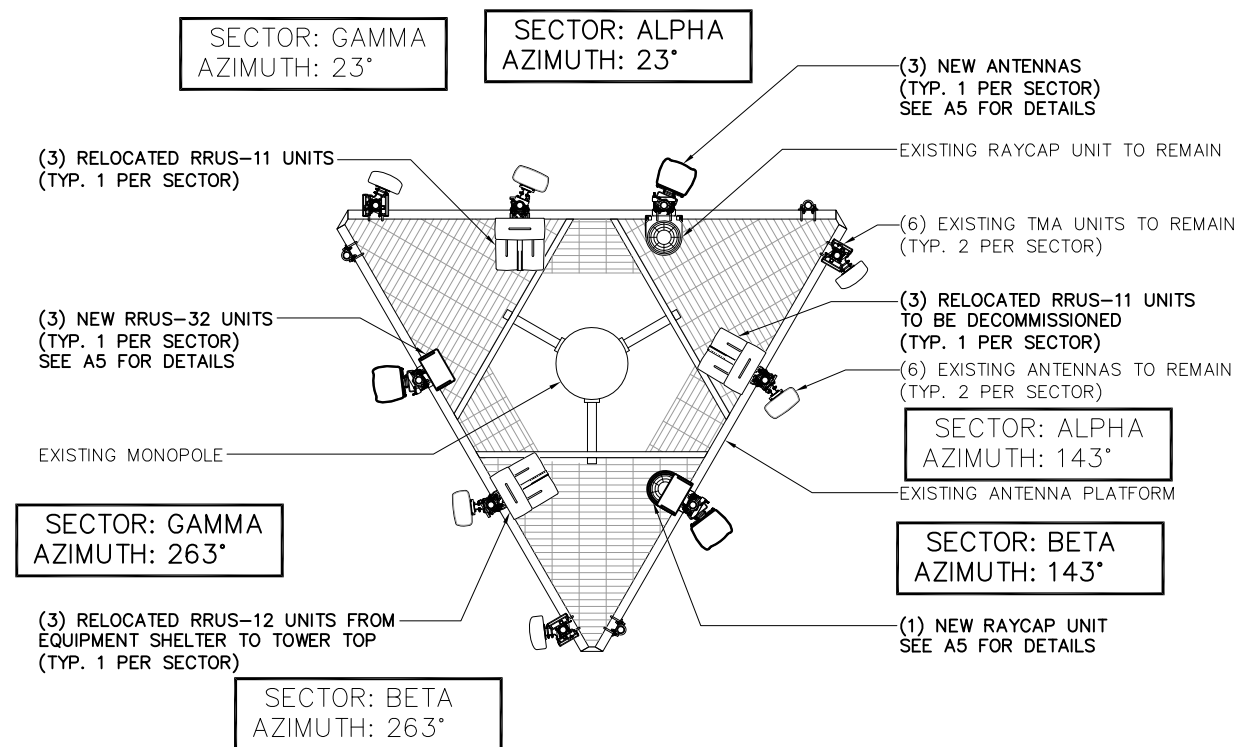 SECTOR: GAMMA
AZIMUTH: 23°
SECTOR: ALPHA
AZIMUTH: 23°
(3) NEW ANTENNAS
(TYP. 1 PER SECTOR)
SEE A5 FOR DETAILS
EXISTING RAYCAP UNIT TO REMAIN
(3) RELOCATED RRUS-11 UNITS
(TYP. 1 PER SECTOR)
(6) EXISTING TMA UNITS TO REMAIN
(TYP. 2 PER SECTOR)
(3) NEW RRUS-32 UNITS
(TYP. 1 PER SECTOR)
SEE A5 FOR DETAILS
(3) RELOCATED RRUS-11 UNITS
TO BE DECOMMISSIONED
(TYP. 1 PER SECTOR)
(6) EXISTING ANTENNAS TO REMAIN
(TYP. 2 PER SECTOR)
SECTOR: ALPHA
AZIMUTH: 143°
EXISTING MONOPOLE
EXISTING ANTENNA PLATFORM
SECTOR: GAMMA
AZIMUTH: 263°
SECTOR: BETA
AZIMUTH: 143°
(3) RELOCATED RRUS-12 UNITS FROM
EQUIPMENT SHELTER TO TOWER TOP
(TYP. 1 PER SECTOR)
(1) NEW RAYCAP UNIT
SEE A5 FOR DETAILS
SECTOR: BETA
AZIMUTH: 263°